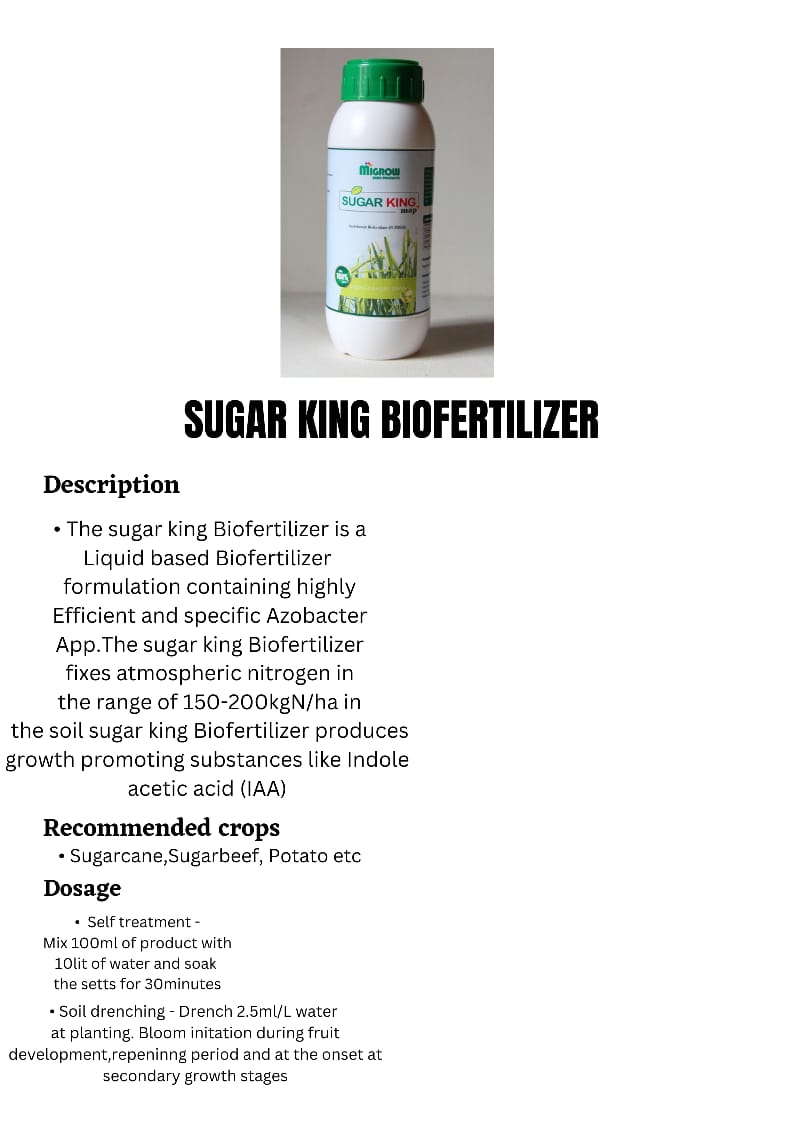 MIGROW
SUGAR KING
map
100%
SUGAR KING BIOFERTILIZER
Description
• The sugar king Biofertilizer is a
Liquid based Biofertilizer
formulation containing highly
Efficient and specific Azobacter
App.The sugar king Biofertilizer
fixes atmospheric nitrogen in
the range of 150-200kgN/ha in
the soil sugar king Biofertilizer produces
growth promoting substances like Indole
acetic acid (IAA)
Recommended crops
• Sugarcane,Sugarbeef, Potato etc
Dosage
• Self treatment -
Mix 100ml of product with
10lit of water and soak
the setts for 30minutes
• Soil drenching - Drench 2.5ml/L water
at planting. Bloom initation during fruit
development,repeninng period and at the onset at
secondary growth stages